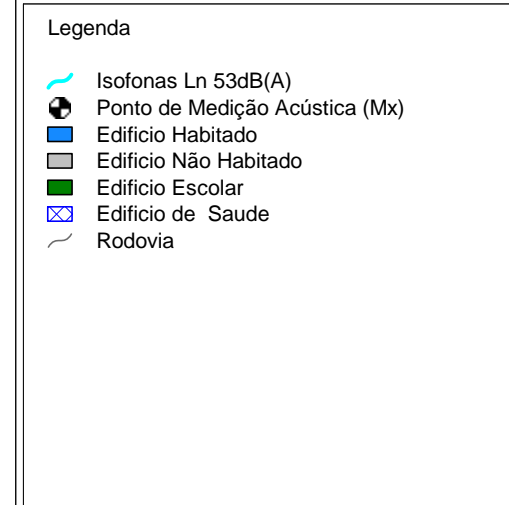 Legenda
Isofonas Ln 53dB(A)
Ponto de Medição Acústica (Mx)
Edificio Habitado
Edificio Não Habitado
Edificio Escolar
Edificio de Saude
Rodovia